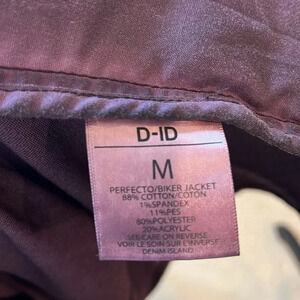 D-ID
M
PERFECTO/BIKER JACKET
88% COTTON/COTON
1%SPANDEX
11%PES
80%POLYESTER
20%ACRYLIC
SEE CARE ON REVERSE
VOIR LE SOIN SUR L'INVERSE
DENIM ISLAND